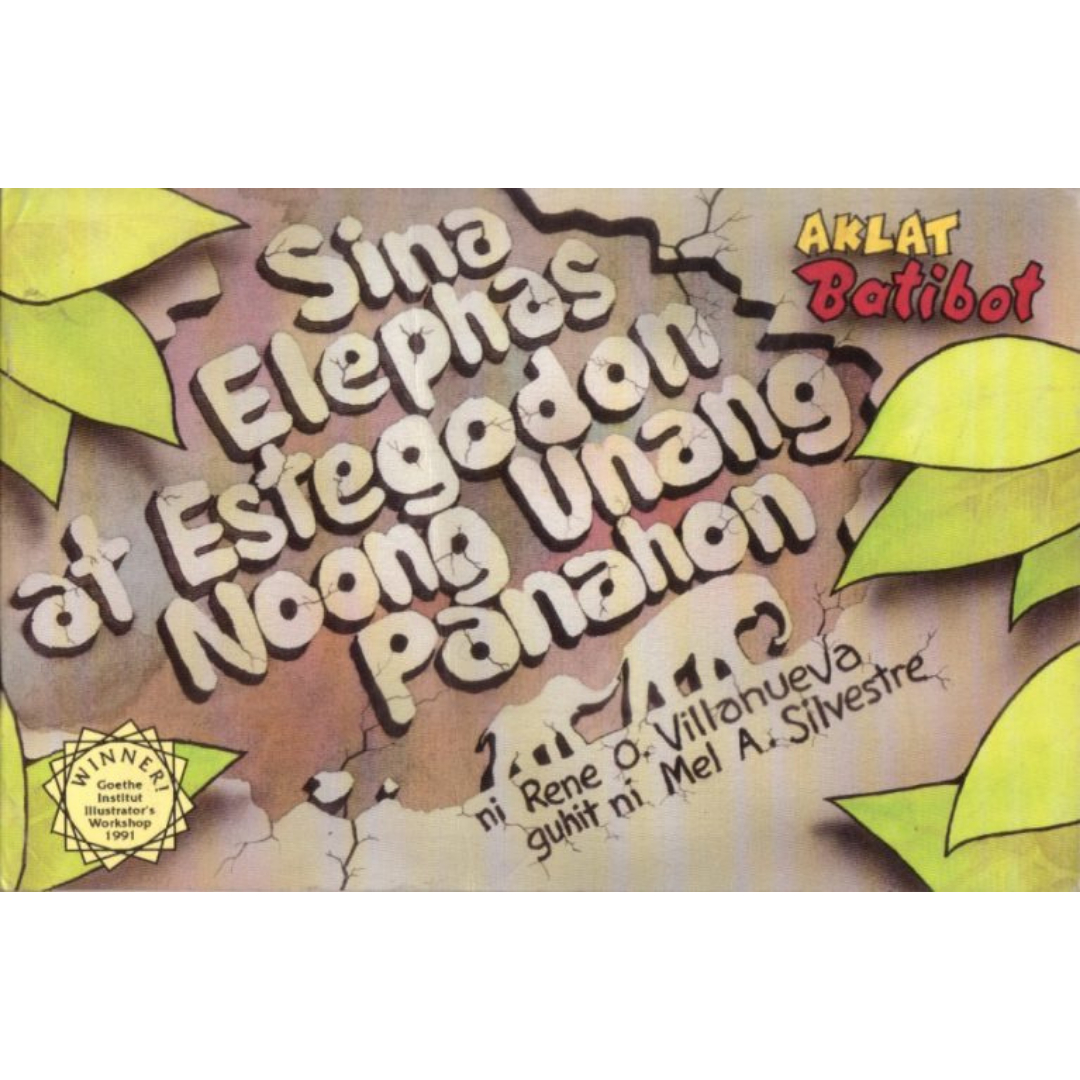 Sina
Elephas
at Estegodon
Noong Unang
Panahon
AKLAT
Batibot
ni Rene O. Villanueva
guhit ni Mel A. Silvestre
WINNER!
Goethe
Institut
Illustrator's
Workshop
1991